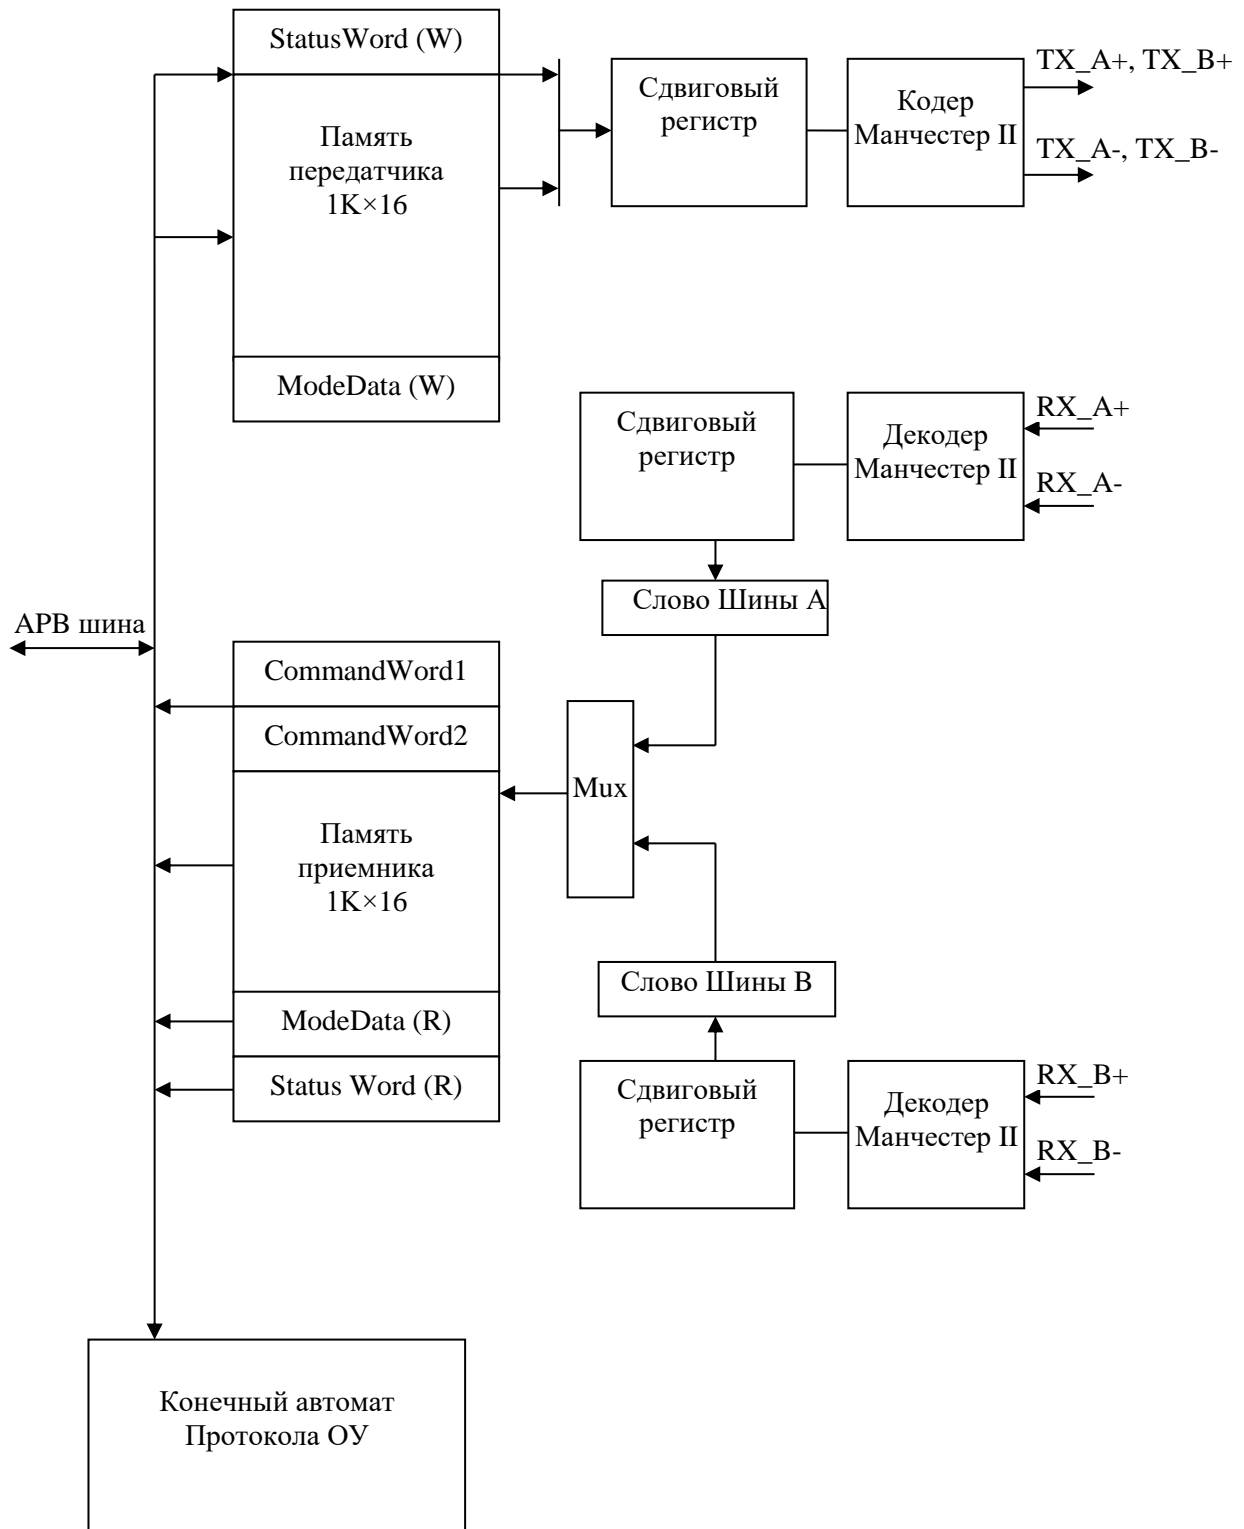 StatusWord (W)
Память
передатчика
1K×16
ModeData (W)
Сдвиговый
регистр
Кодер
Манчестер II
TX_A+, TX_B+
TX_A-, TX_B-
Сдвиговый
регистр
Декодер
Манчестер II
RX_A+
RX_A-
Слово Шины А
APB шина
CommandWord1
CommandWord2
Память
приемника
1K×16
ModeData (R)
Status Word (R)
Mux
Слово Шины В
Сдвиговый
регистр
Декодер
Манчестер II
RX_B+
RX_B-
Конечный автомат
Протокола ОУ